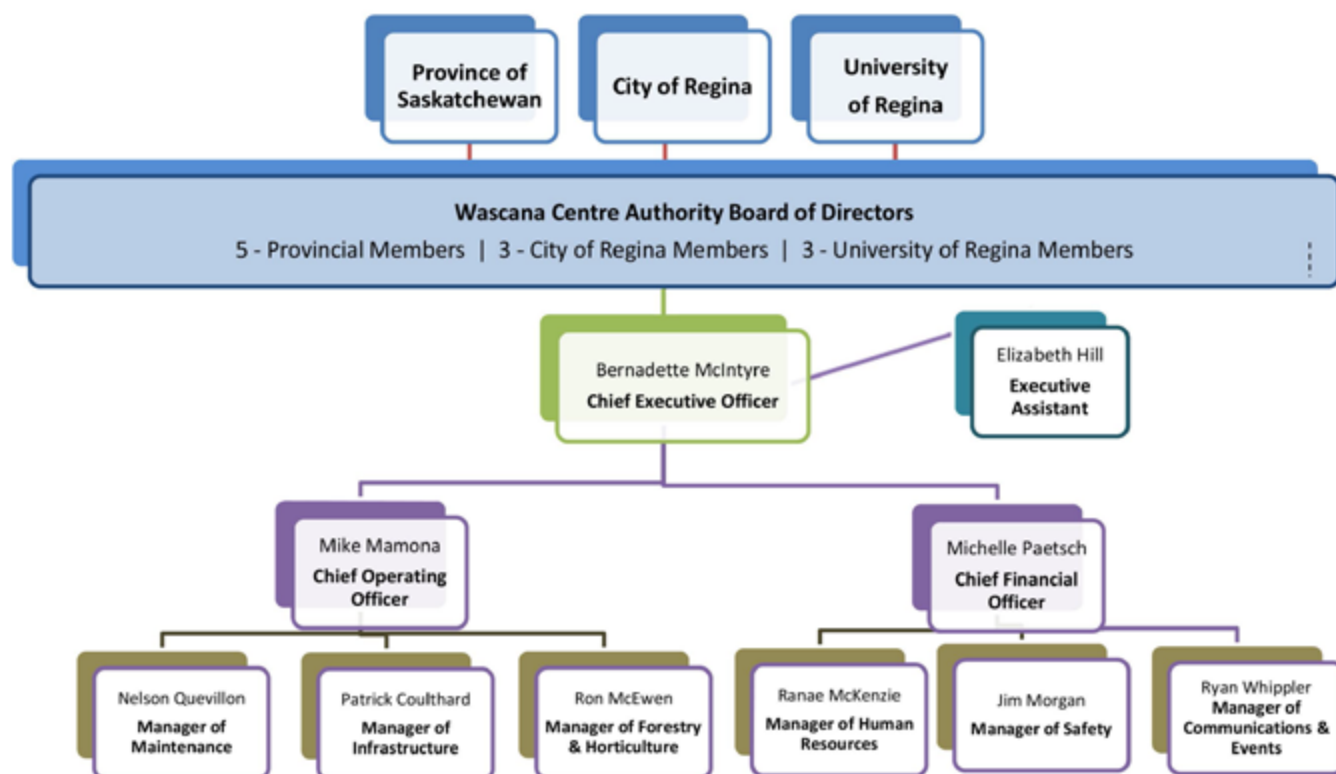 Province of
Saskatchewan
City of Regina
University
of Regina
Wascana Centre Authority Board of Directors
5 - Provincial Members | 3 - City of Regina Members | 3 - University of Regina Members
Bernadette McIntyre
Chief Executive Officer
Elizabeth Hill
Executive
Assistant
Mike Mamona
Chief Operating
Officer
Michelle Paetsch
Chief Financial
Officer
Nelson Quevillon
Manager of
Maintenance
Patrick Coulthard
Manager of
Infrastructure
Ron McEwen
Manager of Forestry
& Horticulture
Ranae McKenzie
Manager of Human
Resources
Jim Morgan
Manager of Safety
Ryan Whippler
Manager of
Communications &
Events